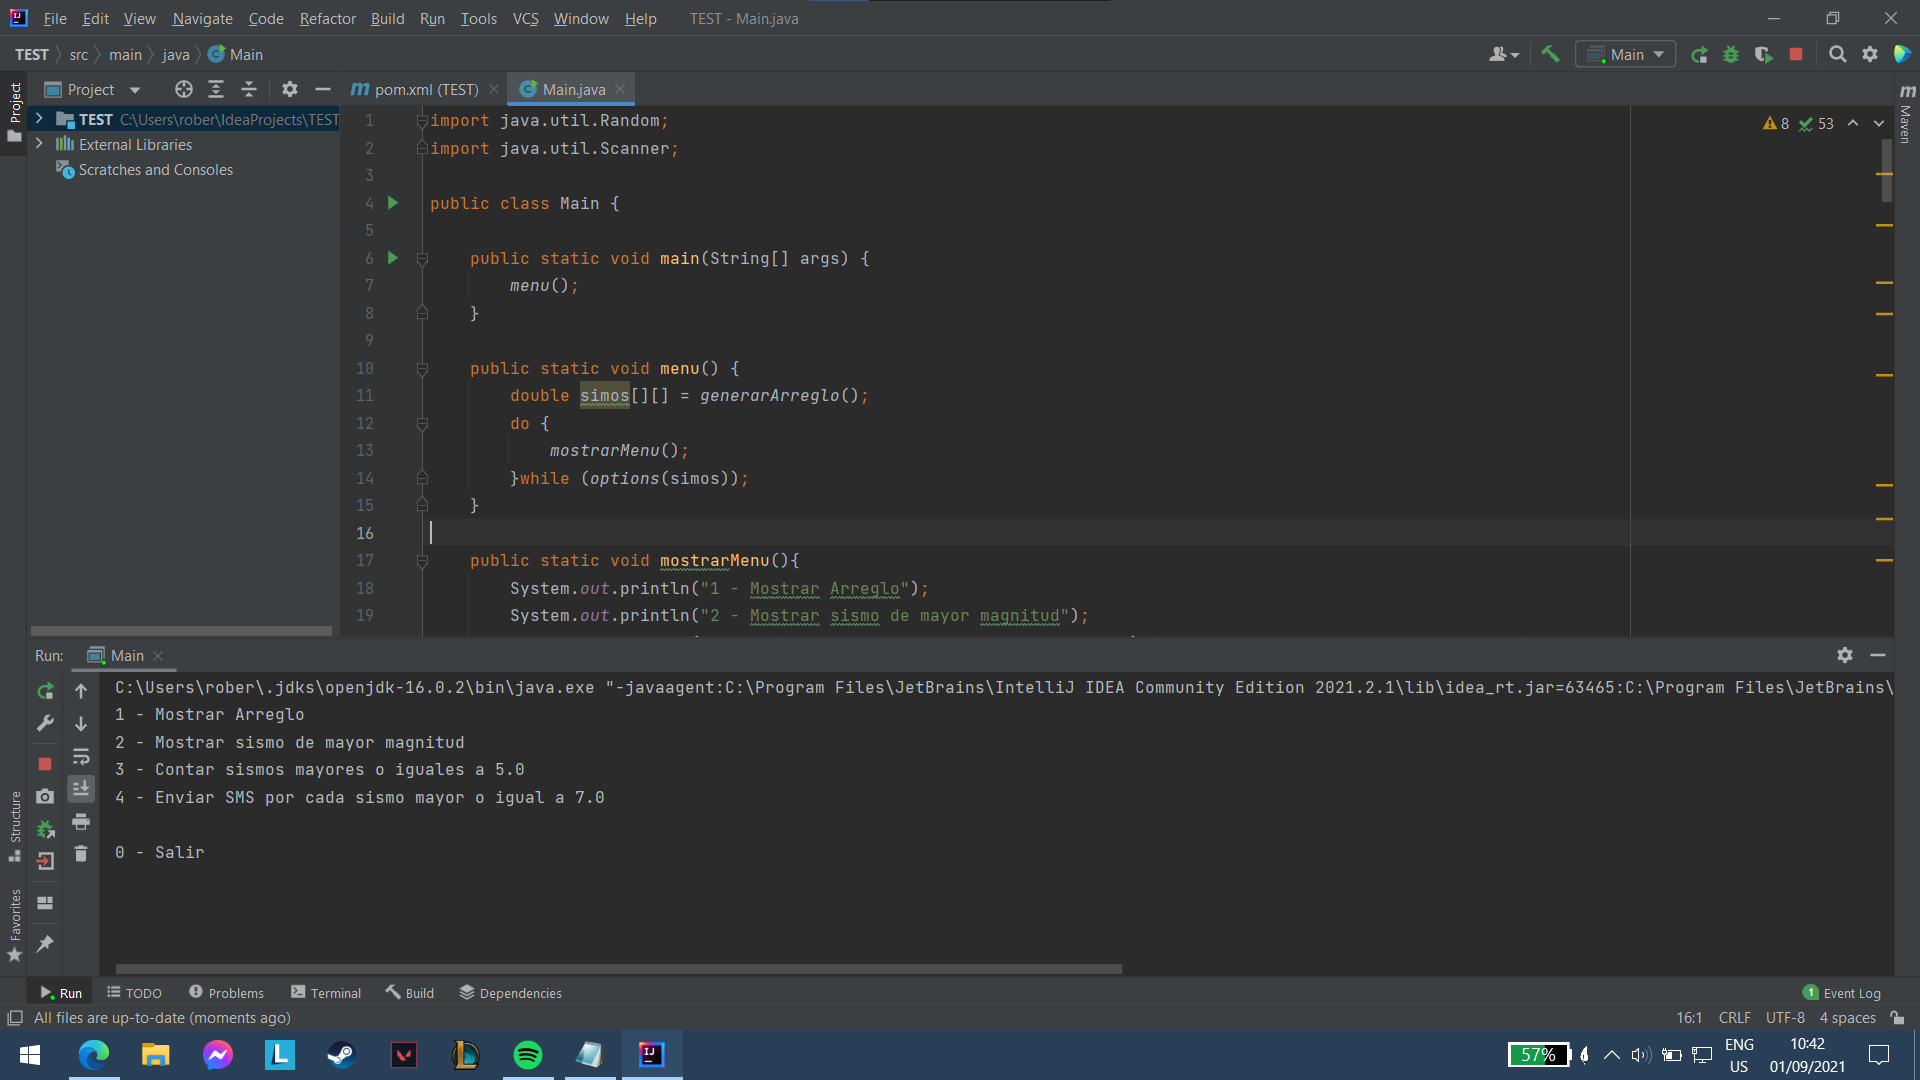 File Edit View Navigate Code Refactor Build Run Tools VCS Window Help TEST - Main.java
TEST src main java Main
Main
Project
pom.xml (TEST)
Main.java
Project
TEST C:\Users\rober\IdeaProjects\TEST
External Libraries
Scratches and Consoles
8 53
Maven
1 import java.util.Random;
2 import java.util.Scanner;
3
4 public class Main {
5
6 public static void main(String[] args) {
7 menu();
8 }
9
10 public static void menu() {
11 double simos[][] = generarArreglo();
12 do {
13 mostrarMenu();
14 }while (options(simos));
15 }
16
17 public static void mostrarMenu(){
18 System.out.println("1 - Mostrar Arreglo");
19 System.out.println("2 - Mostrar sismo de mayor magnitud");
Run: Main
C:\Users\rober\.jdks\openjdk-16.0.2\bin\java.exe "-javaagent:C:\Program Files\JetBrains\IntelliJ IDEA Community Edition 2021.2.1\lib\idea_rt.jar=63465:C:\Program Files\JetBrains\
1 - Mostrar Arreglo
2 - Mostrar sismo de mayor magnitud
3 - Contar sismos mayores o iguales a 5.0
4 - Enviar SMS por cada sismo mayor o igual a 7.0
0 - Salir
Structure
Favorites
Run TODO Problems Terminal Build Dependencies
1 Event Log
All files are up-to-date (moments ago)
16:1 CRLF UTF-8 4 spaces
57%
ENG
US
10:42
01/09/2021